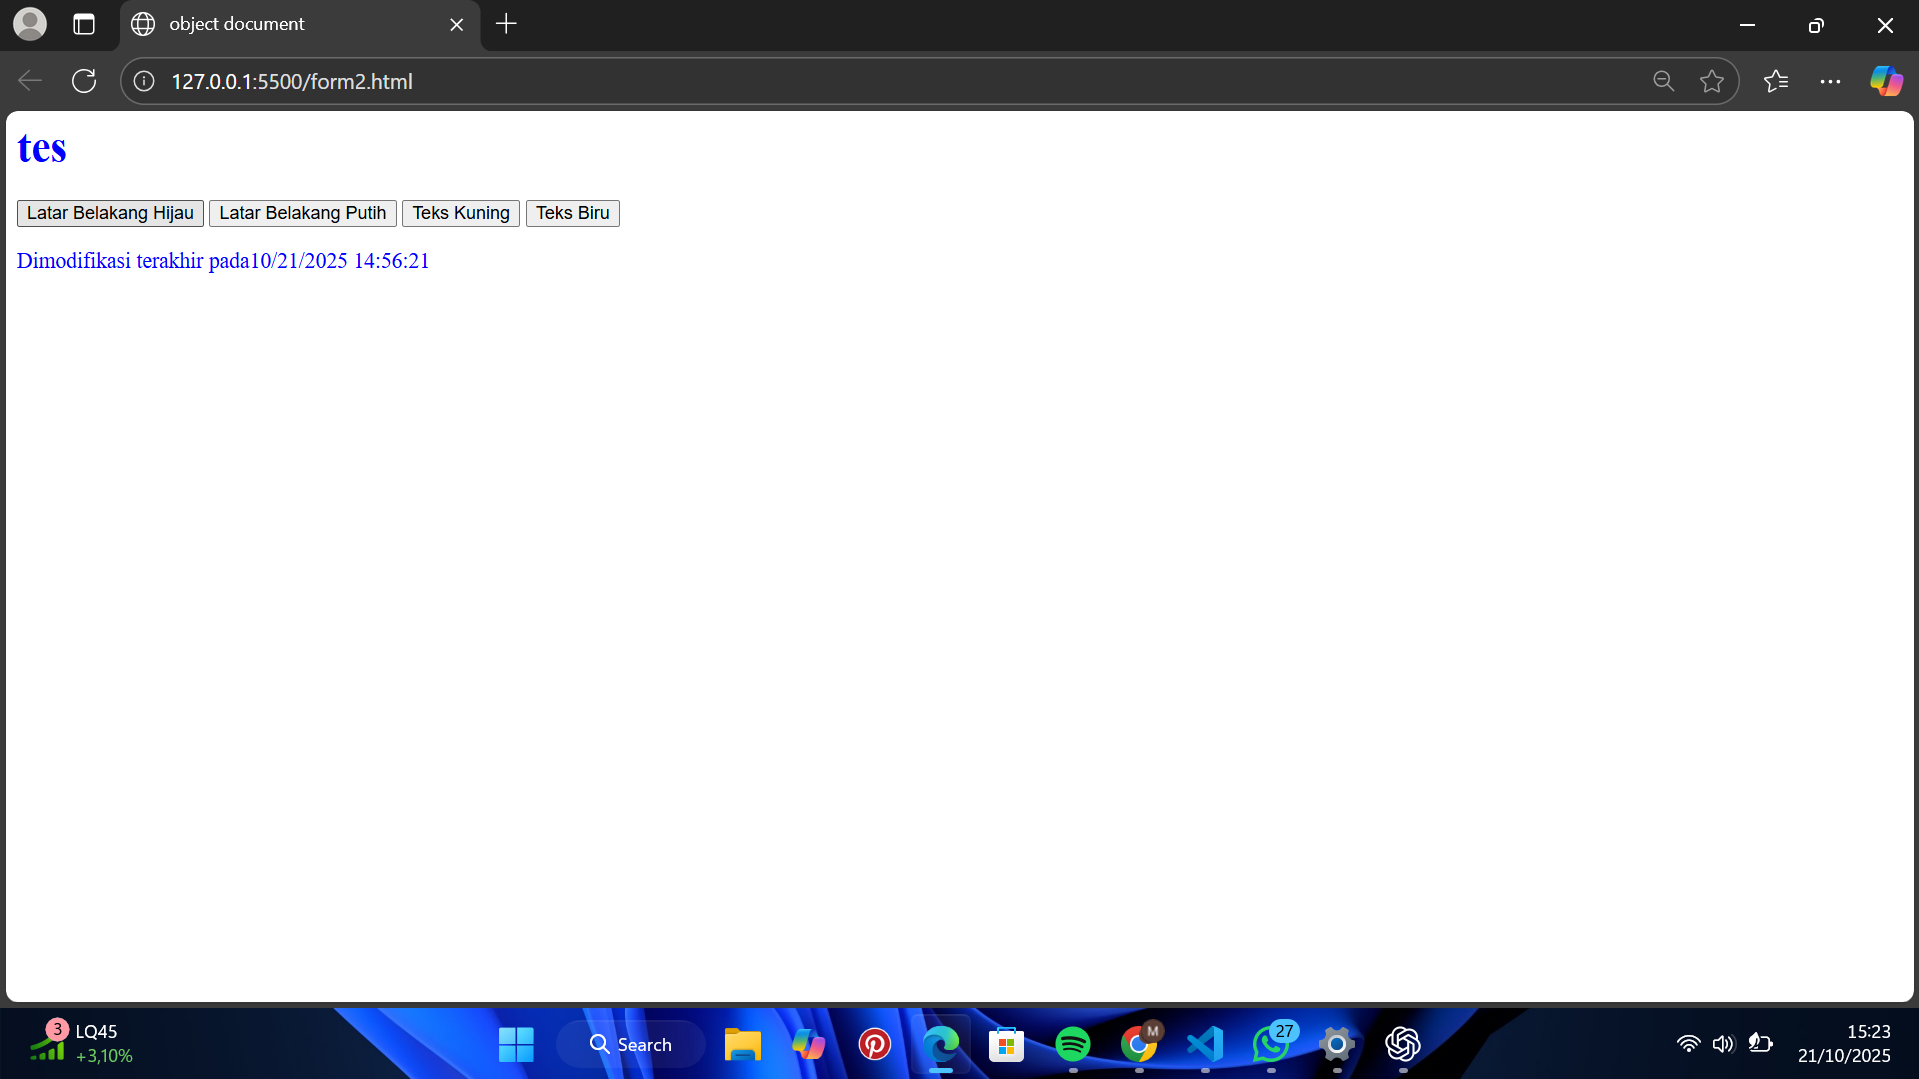 object document
127.0.0.1:5500/form2.html
tes
Latar Belakang Hijau Latar Belakang Putih Teks Kuning Teks Biru
Dimodifikasi terakhir pada10/21/2025 14:56:21
3 LQ45
+3,10%
Search
M
27
15:23
21/10/2025